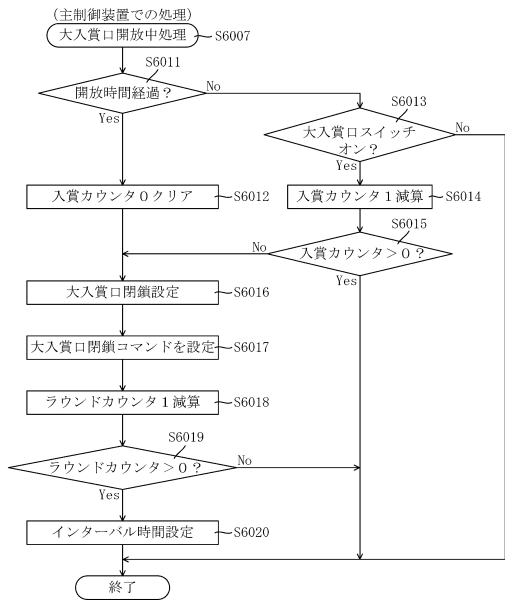 (主制御装置での処理)
大入賞口開放中処理
S6007
S6011
開放時間経過？
No
Yes
S6013
大入賞口スイッチ
オン？
No
Yes
入賞カウンタ０クリア
S6012
入賞カウンタ１減算
S6014
S6015
入賞カウンタ＞０？
No
Yes
大入賞口閉鎖設定
S6016
大入賞口閉鎖コマンドを設定
S6017
ラウンドカウンタ１減算
S6018
S6019
ラウンドカウンタ＞０？
No
Yes
インターバル時間設定
S6020
終了